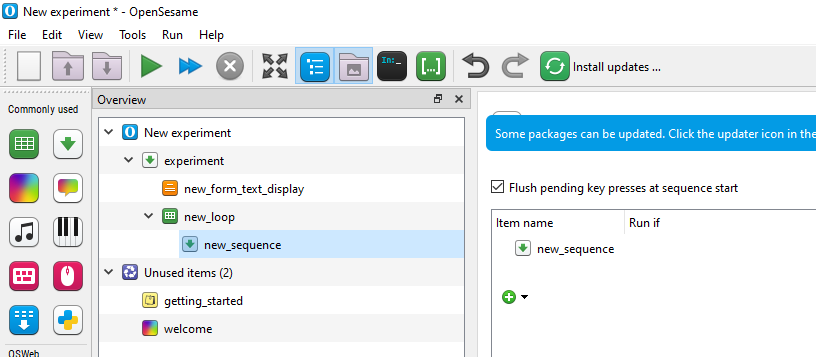 New experiment * - OpenSesame
File Edit View Tools Run Help
In:_
[...]
Install updates ...
Commonly used
OSWeb
Overview
New experiment
experiment
new_form_text_display
new_loop
new_sequence
Unused items (2)
getting_started
welcome
Some packages can be updated. Click the updater icon in the
Flush pending key presses at sequence start
Item name Run if
new_sequence